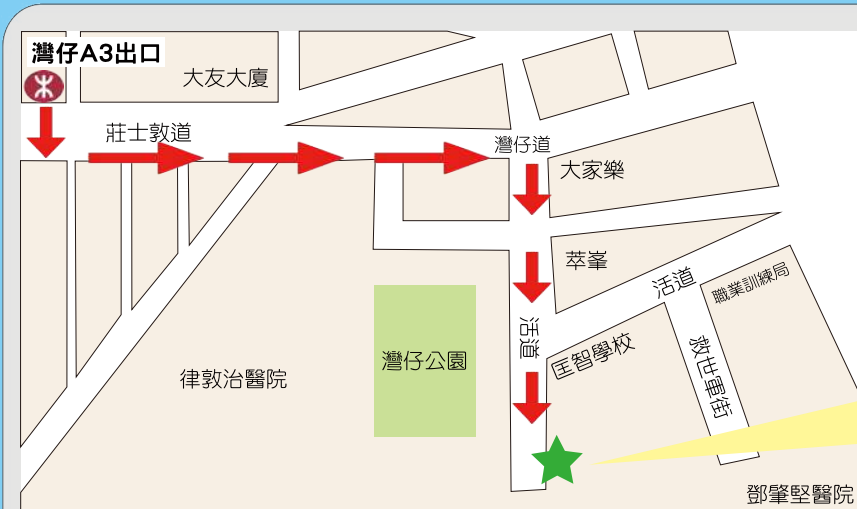 灣仔A3出口
大友大廈
莊士敦道
灣仔道
大家樂
萃峯
活道
職業訓練局
活道
匡智學校
救世軍街
灣仔公園
律敦治醫院
鄧肇堅醫院